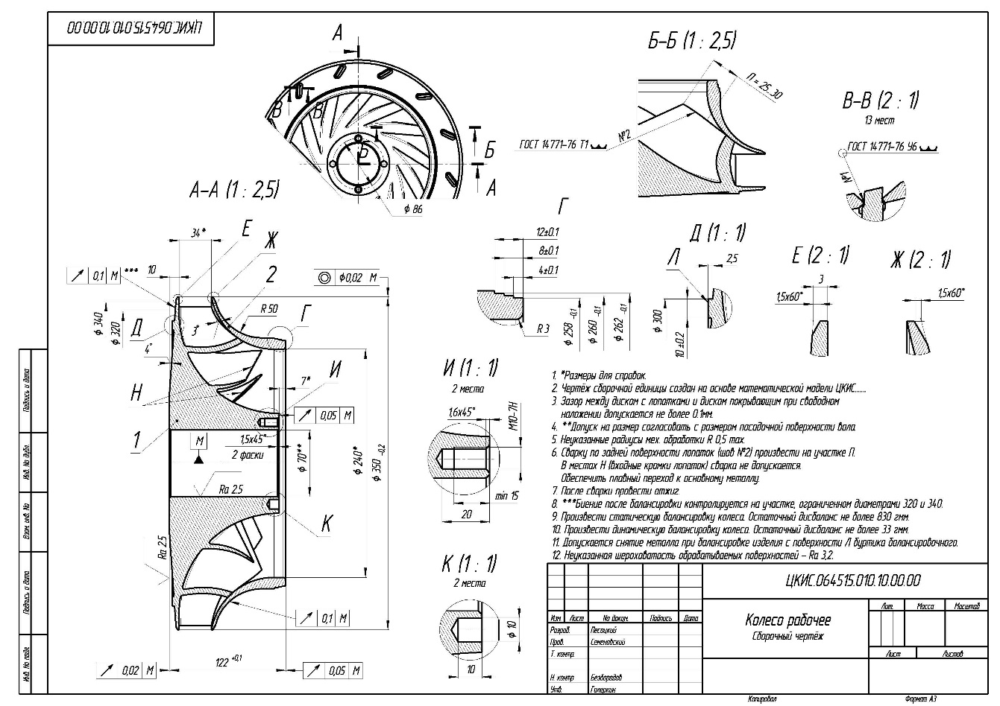 ЦКИС.064515.010.10.00.00
А
В
В
Б
Б
А
ϕ 86
Б-Б (1 : 2,5)
П = 25..30
ГОСТ 14771-76 Т1
№2
В-В (2 : 1)
13 мест
ГОСТ 14771-76 У6
№1
А-А (1 : 2,5)
34*
Е
Ж
10
0,1 М ***
2
ϕ0,02 М
R 50
Г
ϕ 340
ϕ 320
Д
3°
4°
Н
И
7*
0,05 М
1
М
1,5х45°
2 фаски
ϕ 70**
ϕ 240*
ϕ 350 -0,2
Ra 2.5
Ra 2.5
К
0,1 М
122 +0,1
0,02 М
0,05 М
Г
12±0.1
8±0.1
4±0.1
R 3
ϕ 258 -0,1
ϕ 260 -0,1
ϕ 262 -0,1
Д (1 : 1)
Л
2,5
ϕ 300
10 ±0.2
Е (2 : 1)
3
1,5х60°
Ж (2 : 1)
1,5х60°
И (1 : 1)
2 места
1,6х45°
М10-7Н
min 15
20
К (1 : 1)
2 места
ϕ 10
10
1. *Размеры для справок.
2. Чертёж сборочной единицы создан на основе математической модели ЦКИС.......
3 Зазор между диском с лопатками и диском покрывающим при свободном
наложении допускается не более 0.1мм.
4. **Допуск на размер согласовать с размером посадочной поверхности вала.
5 Неуказанные радиусы мех. обработки R 0,5 max.
6. Сварку по задней поверхности лопаток (шов №2) произвести на участке П.
В местах Н (входные кромки лопаток) сварка не допускается.
Обеспечить плавный переход к основному металлу.
7. После сварки провести отжиг.
8. ***Биение после балансировки контролируется на участке, ограниченном диаметрами 320 и 340.
9. Произвести статическую балансировку колеса. Остаточный дисбаланс не более 830 гмм.
10. Произвести динамическую балансировку колеса. Остаточный дисбаланс не более 33 гмм.
11. Допускается снятие металла при балансировке изделия с поверхности Л буртика балансировочного.
12. Неуказанная шероховатость обрабатываемых поверхностей – Ra 3,2.
ЦКИС.064515.010.10.00.00
Изм. Лист № докум. Подпись Дата
Разраб. Песоцкий
Пров. Семеновский
Т. контр.
Н. контр. Безбородов
Утв. Галеркин
Колесо рабочее
Сборочный чертёж
Лит. Масса Масштаб
Лист Листов
Копировал Формат А3
Подпись и дата
Инв. No дубл.
Взам. инв. No
Подпись и дата
Инв. No подл.